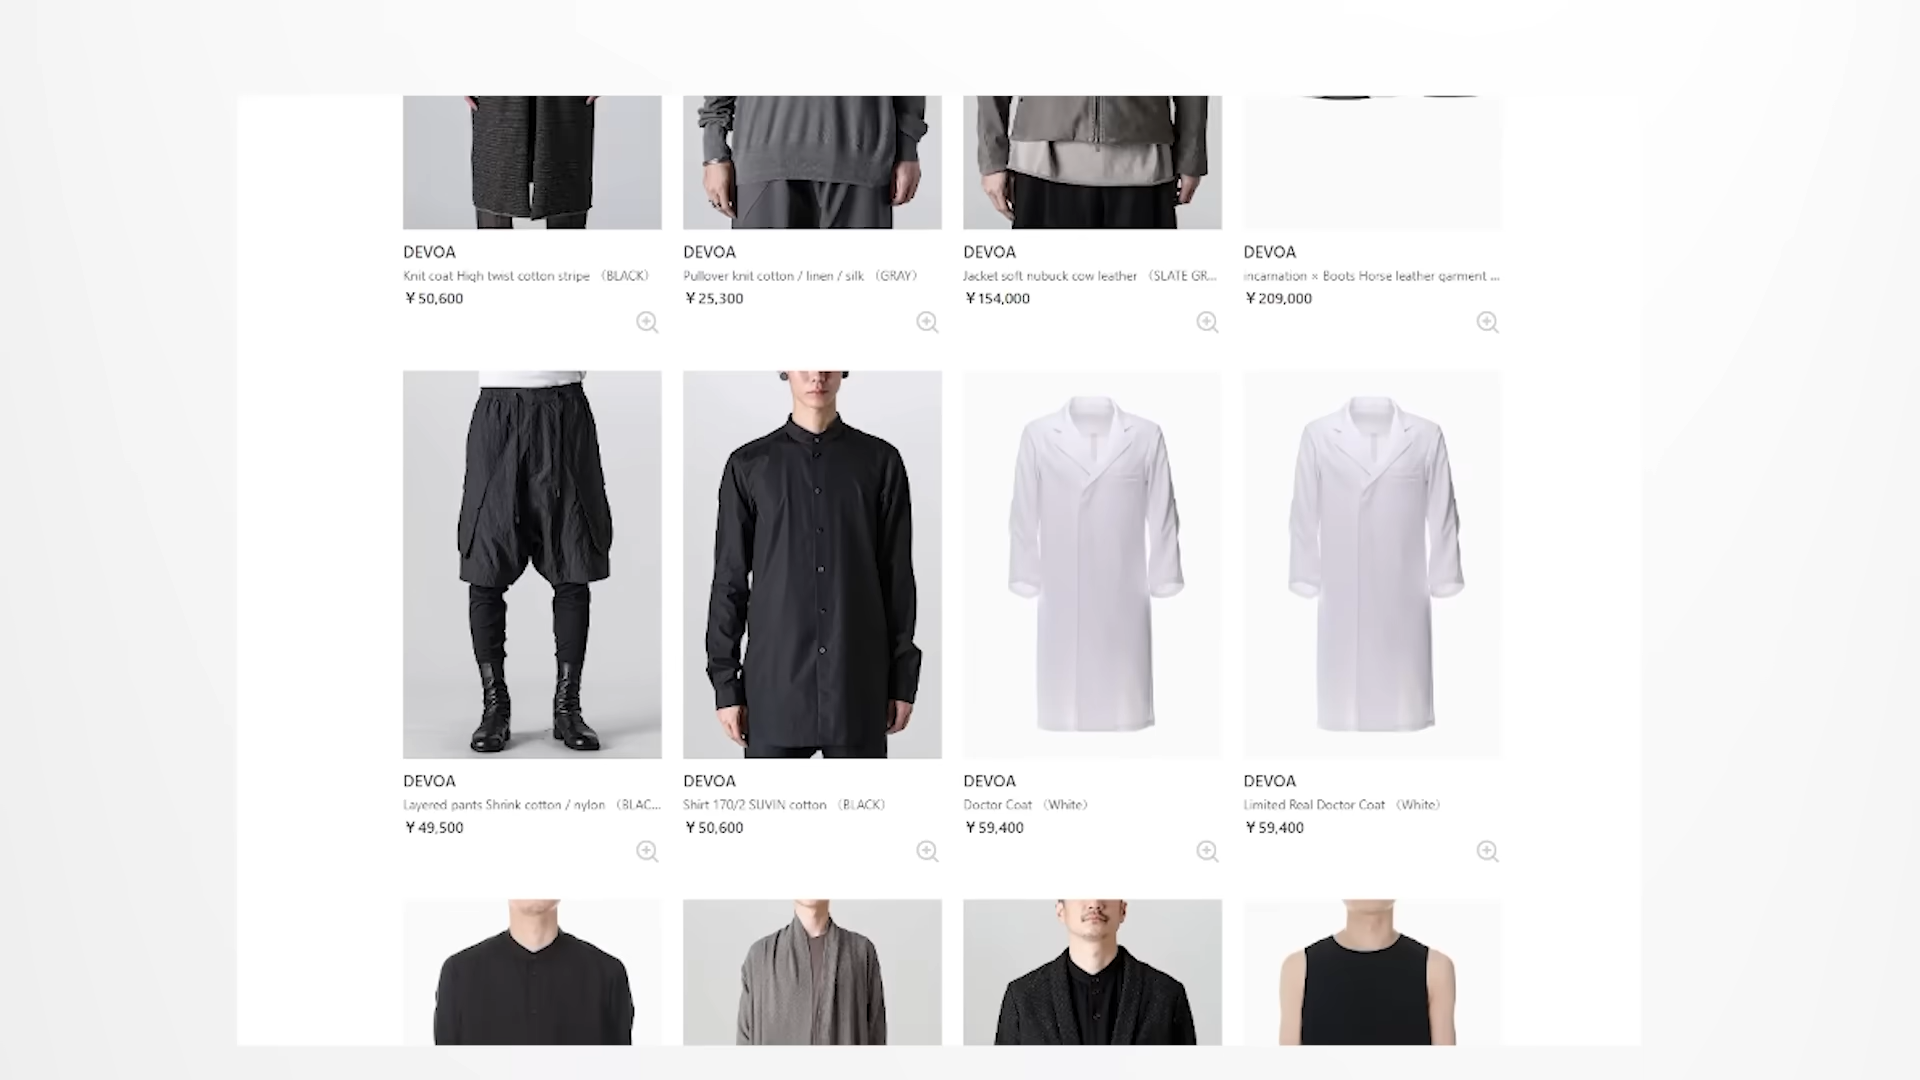 DEVOA
Knit coat High twist cotton stripe （BLACK）
￥50,600
DEVOA
Pullover knit cotton / linen / silk （GRAY）
￥25,300
DEVOA
Jacket soft nubuck cow leather （SLATE GR...
￥154,000
DEVOA
incarnation × Boots Horse leather garment ...
￥209,000
DEVOA
Layered pants Shrink cotton / nylon （BLAC...
￥49,500
DEVOA
Shirt 170/2 SUVIN cotton （BLACK）
￥50,600
DEVOA
Doctor Coat （White）
￥59,400
DEVOA
Limited Real Doctor Coat （White）
￥59,400